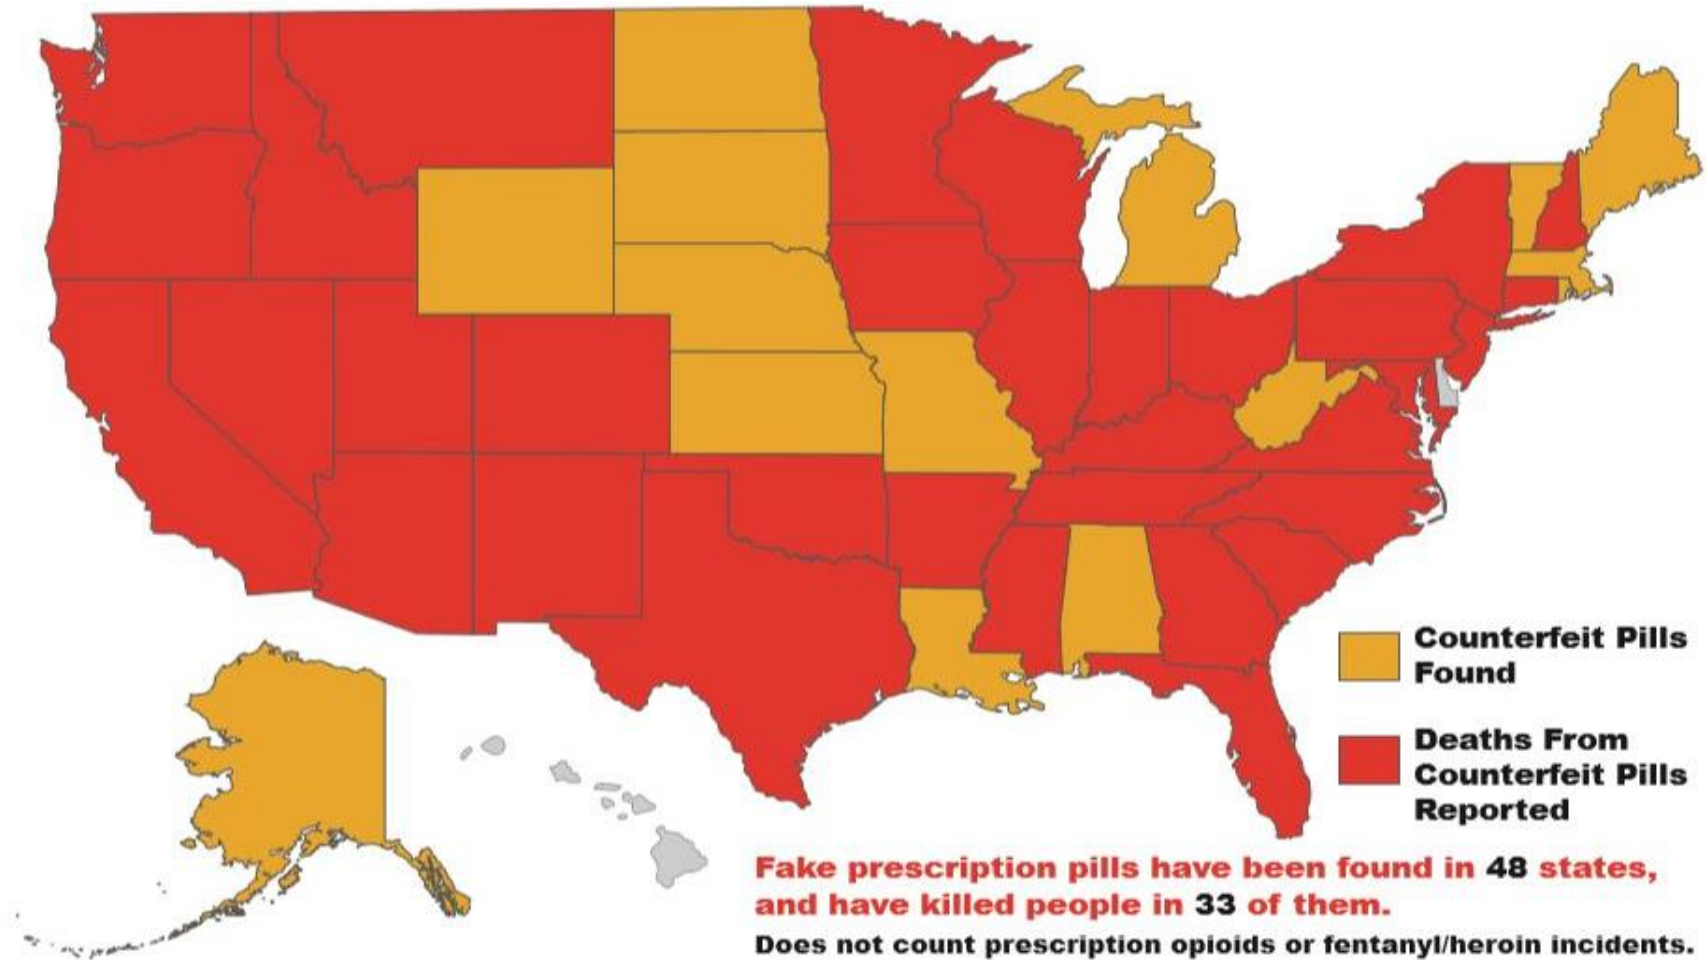 Counterfeit Pills
Found
Deaths From
Counterfeit Pills
Reported
Fake prescription pills have been found in 48 states,
and have killed people in 33 of them.
Does not count prescription opioids or fentanyl/heroin incidents.